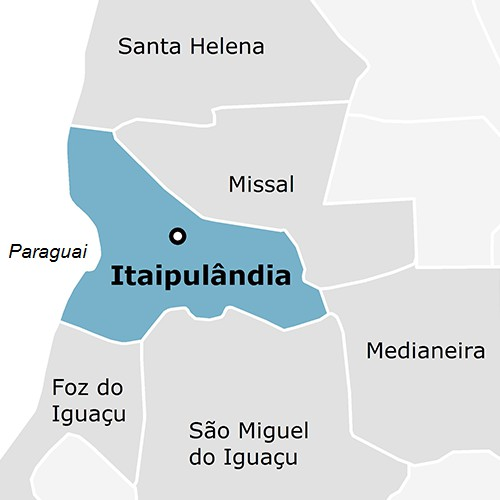 Santa Helena
Missal
Paraguai
Itaipulândia
Medianeira
Foz do
Iguaçu
São Miguel
do Iguaçu